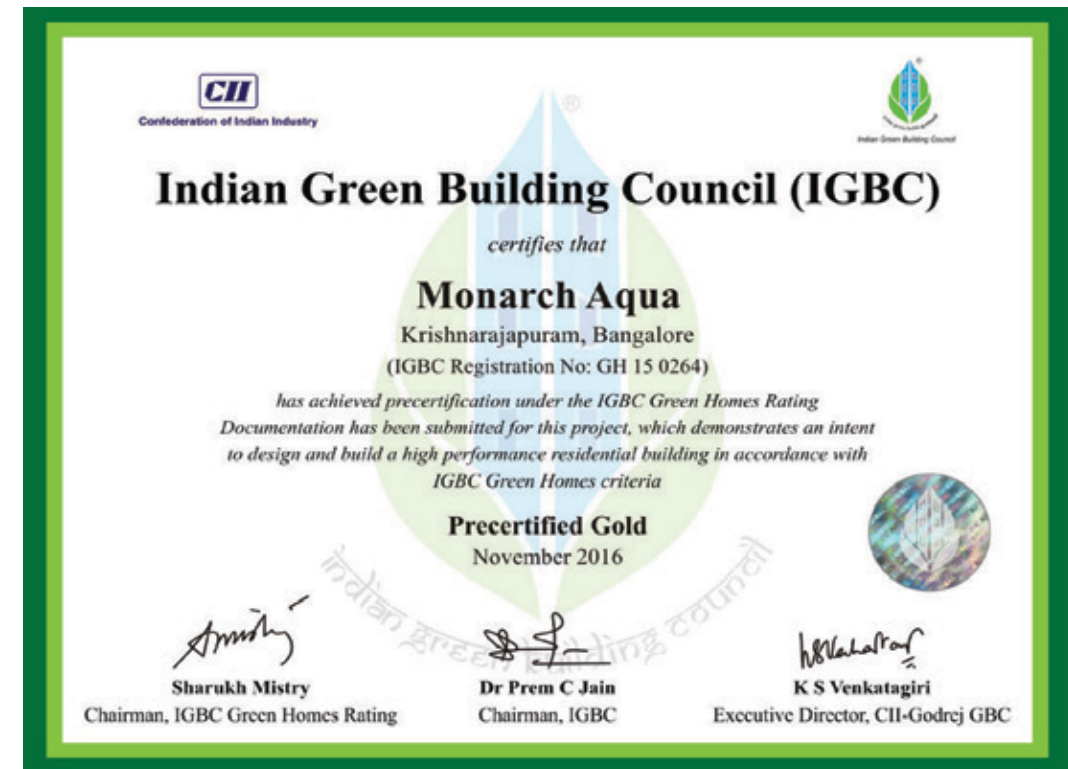 CII
Confederation of Indian Industry
Indian Green Building Council
Indian Green Building Council (IGBC)
certifies that
Monarch Aqua
Krishnarajapuram, Bangalore
(IGBC Registration No: GH 15 0264)
has achieved precertification under the IGBC Green Homes Rating
Documentation has been submitted for this project, which demonstrates an intent
to design and build a high performance residential building in accordance with
IGBC Green Homes criteria
Precertified Gold
November 2016
indian green building council
Sharukh Mistry
Chairman, IGBC Green Homes Rating
Dr Prem C Jain
Chairman, IGBC
K S Venkatagiri
Executive Director, CII-Godrej GBC